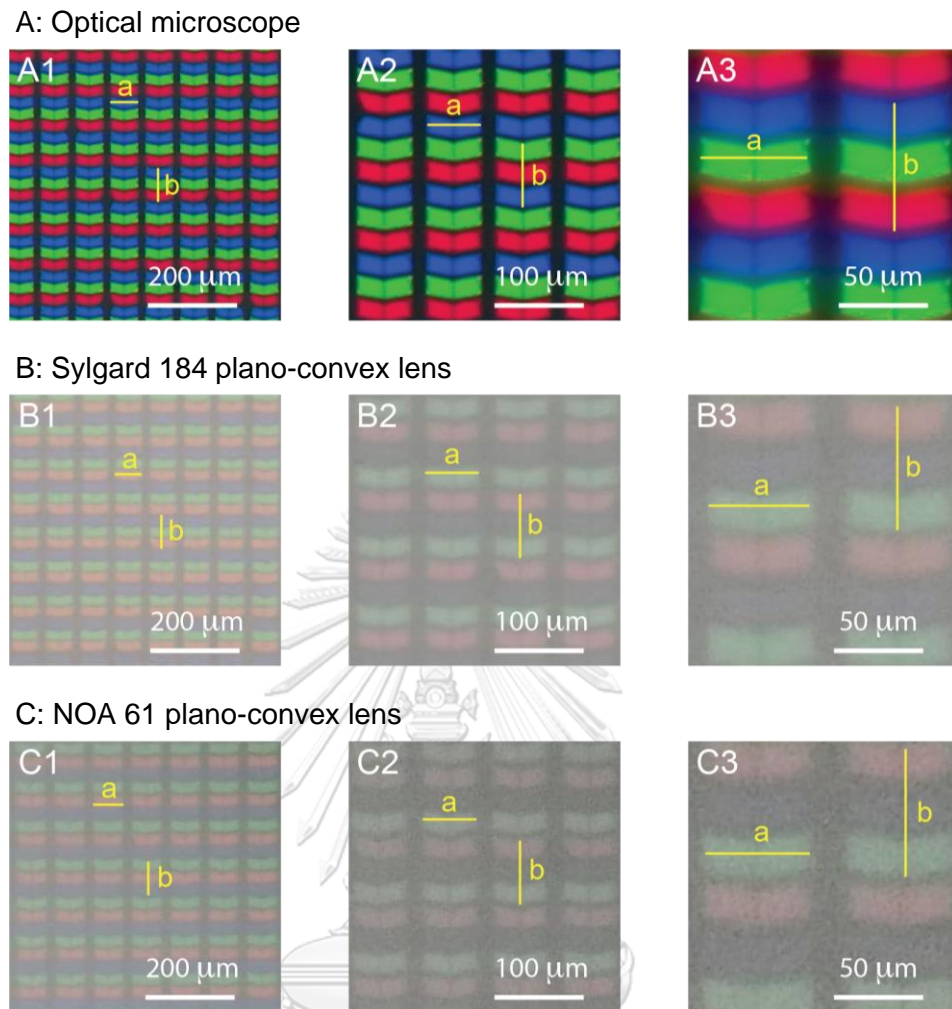 A: Optical microscope
A1 A2 A3
a a a
b b b
200 μm 100 μm 50 μm
B: Sylgard 184 plano-convex lens
B1 B2 B3
a a a
b b b
200 μm 100 μm 50 μm
C: NOA 61 plano-convex lens
C1 C2 C3
a a a
b b b
200 μm 100 μm 50 μm